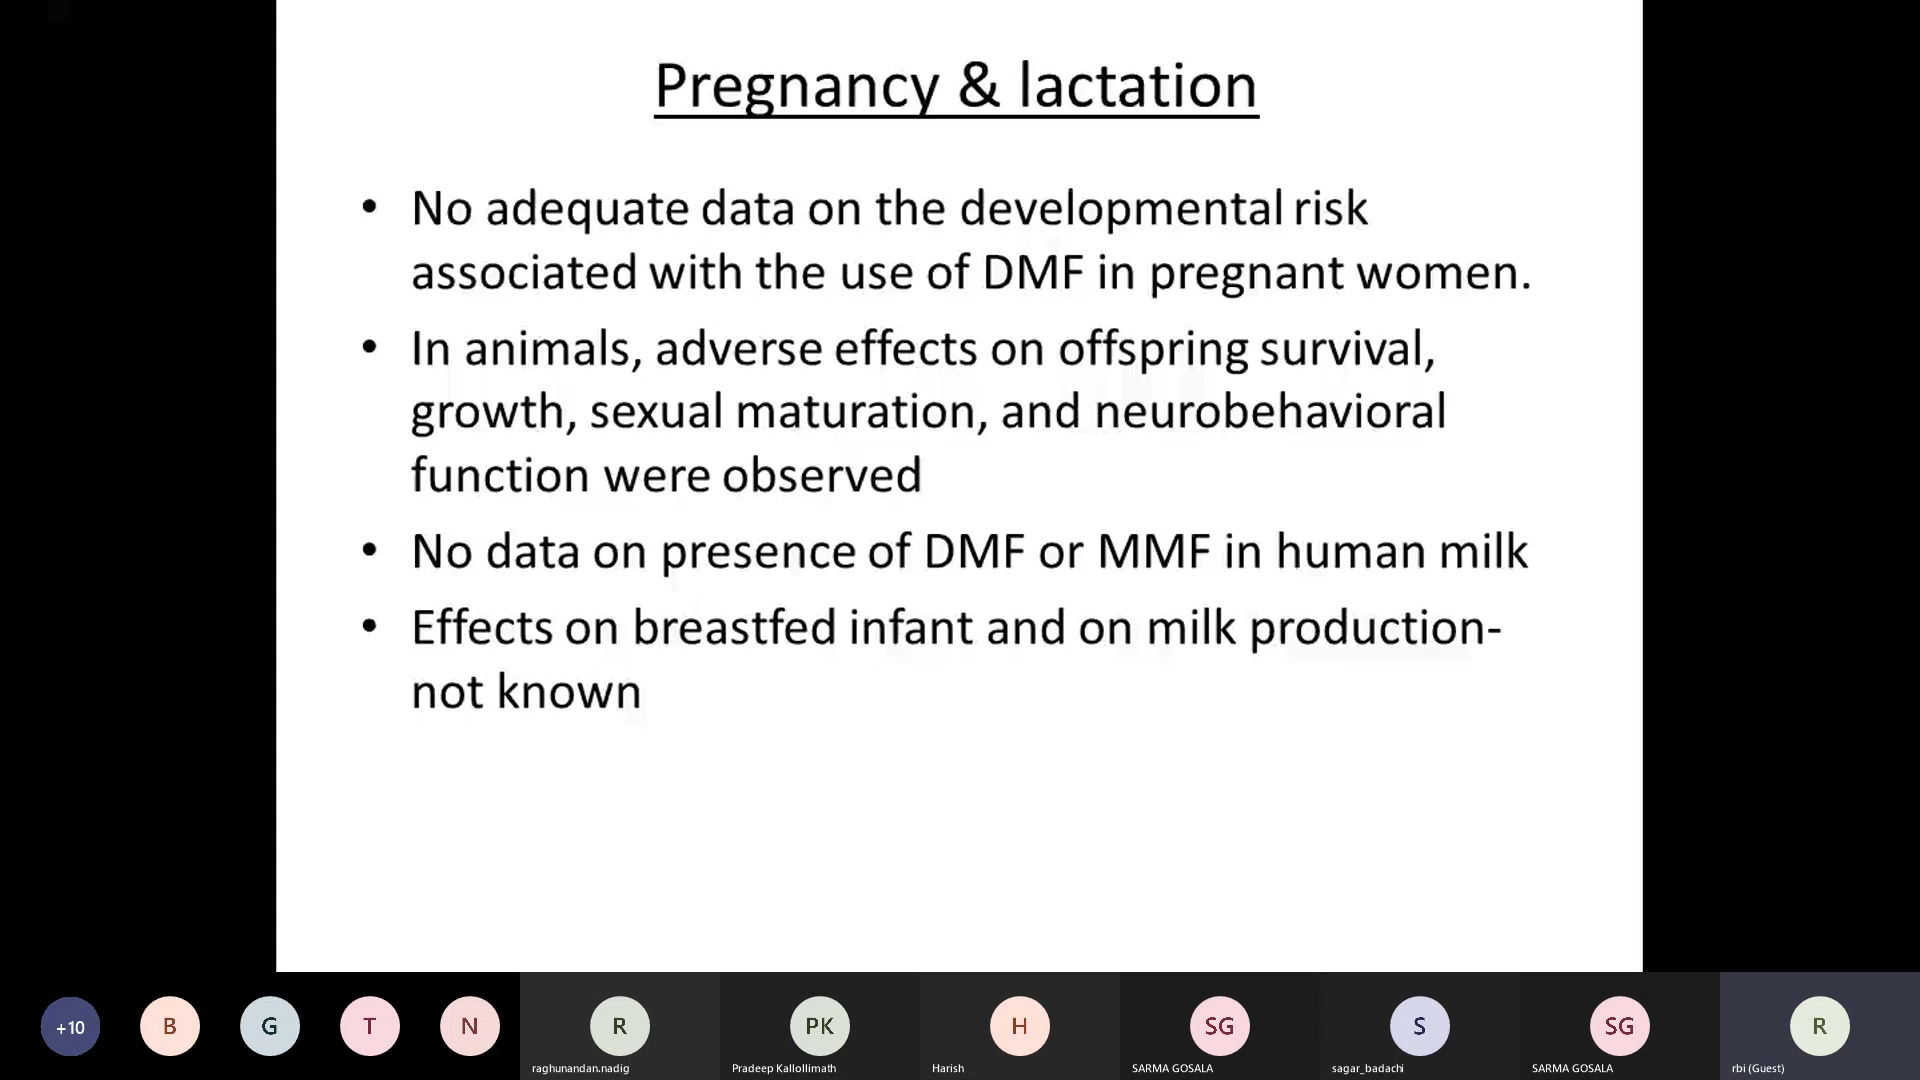 Pregnancy & lactation
• No adequate data on the developmental risk
associated with the use of DMF in pregnant women.
• In animals, adverse effects on offspring survival,
growth, sexual maturation, and neurobehavioral
function were observed
• No data on presence of DMF or MMF in human milk
• Effects on breastfed infant and on milk production-
not known
+10
B
G
T
N
R
raghunandan.nadig
PK
Pradeep Kallollimath
H
Harish
SG
SARMA GOSALA
S
sagar_badachi
SG
SARMA GOSALA
R
rbi (Guest)